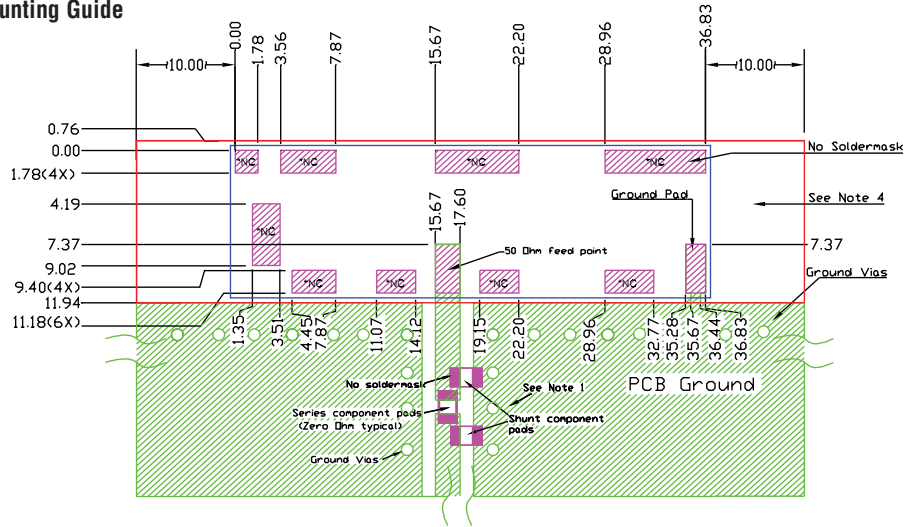 unting Guide
0.00
1.78
3.56
7.87
15.67
22.20
28.96
36.83
10.00
10.00
0.76
0.00
1.78(4X)
4.19
7.37
9.02
9.40(4X)
11.94
11.18(6X)
*NC
*NC
*NC
*NC
No Soldermask
Ground Pad
See Note 4
15.67
17.60
*NC
50 Ohm feed point
7.37
Ground Vias
*NC
*NC
*NC
*NC
1.35
3.51
4.45
7.87
11.07
14.12
19.15
22.20
28.96
32.77
35.28
35.67
36.44
36.83
No soldermask
See Note 1
PCB Ground
Series component pads
(Zero Ohm typical)
Shunt component
pads
Ground Vias